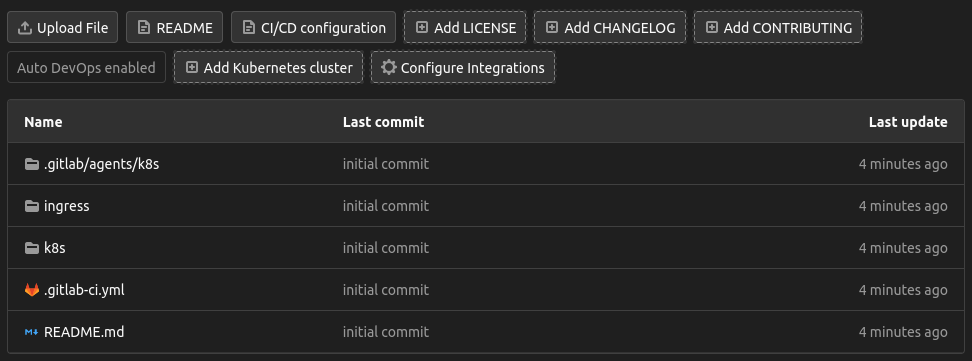 Upload File README CI/CD configuration Add LICENSE Add CHANGELOG Add CONTRIBUTING
Auto DevOps enabled Add Kubernetes cluster Configure Integrations
Name Last commit Last update
.gitlab/agents/k8s initial commit 4 minutes ago
ingress initial commit 4 minutes ago
k8s initial commit 4 minutes ago
.gitlab-ci.yml initial commit 4 minutes ago
README.md initial commit 4 minutes ago